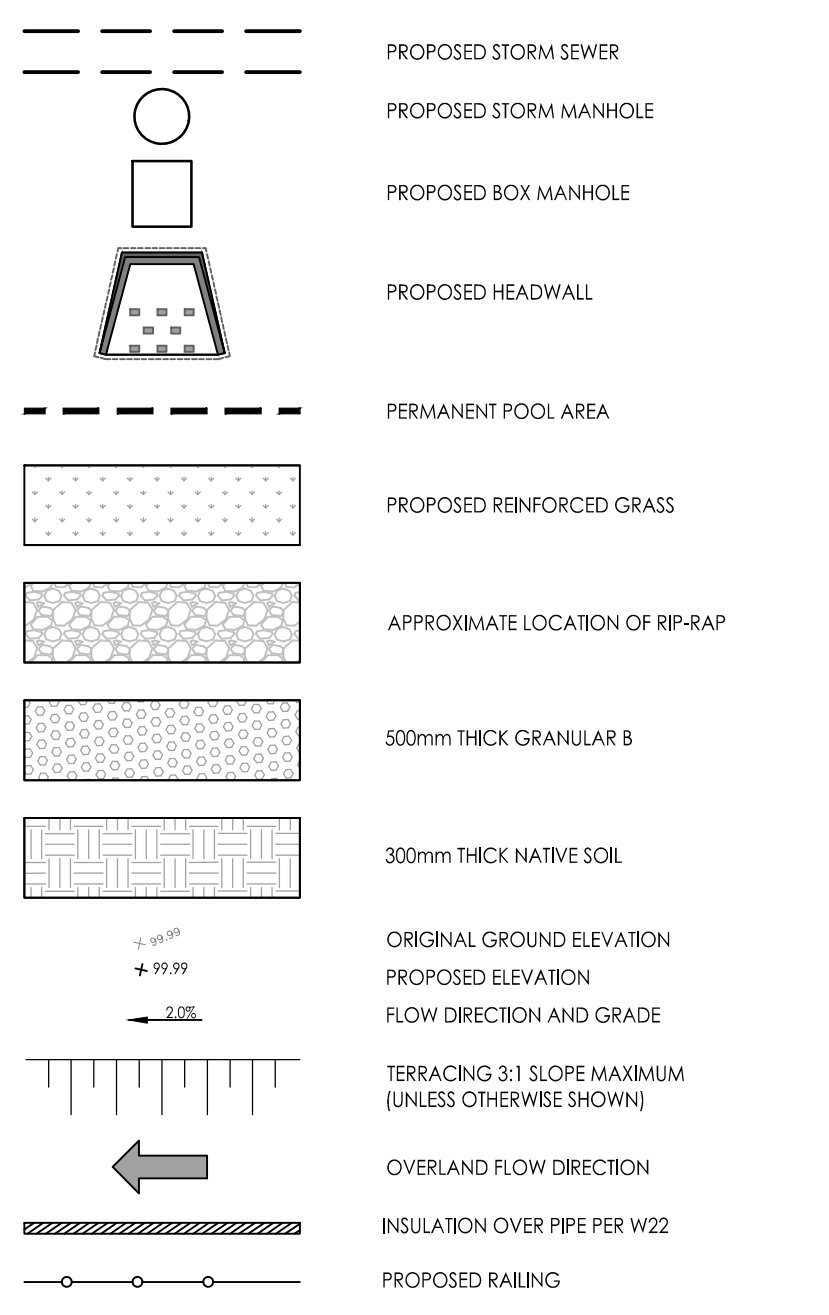 PROPOSED STORM SEWER
PROPOSED STORM MANHOLE
PROPOSED BOX MANHOLE
PROPOSED HEADWALL
PERMANENT POOL AREA
PROPOSED REINFORCED GRASS
APPROXIMATE LOCATION OF RIP-RAP
500mm THICK GRANULAR B
300mm THICK NATIVE SOIL
99.99 ORIGINAL GROUND ELEVATION
99.99 PROPOSED ELEVATION
2.0% FLOW DIRECTION AND GRADE
TERRACING 3:1 SLOPE MAXIMUM
(UNLESS OTHERWISE SHOWN)
OVERLAND FLOW DIRECTION
INSULATION OVER PIPE PER W22
PROPOSED RAILING